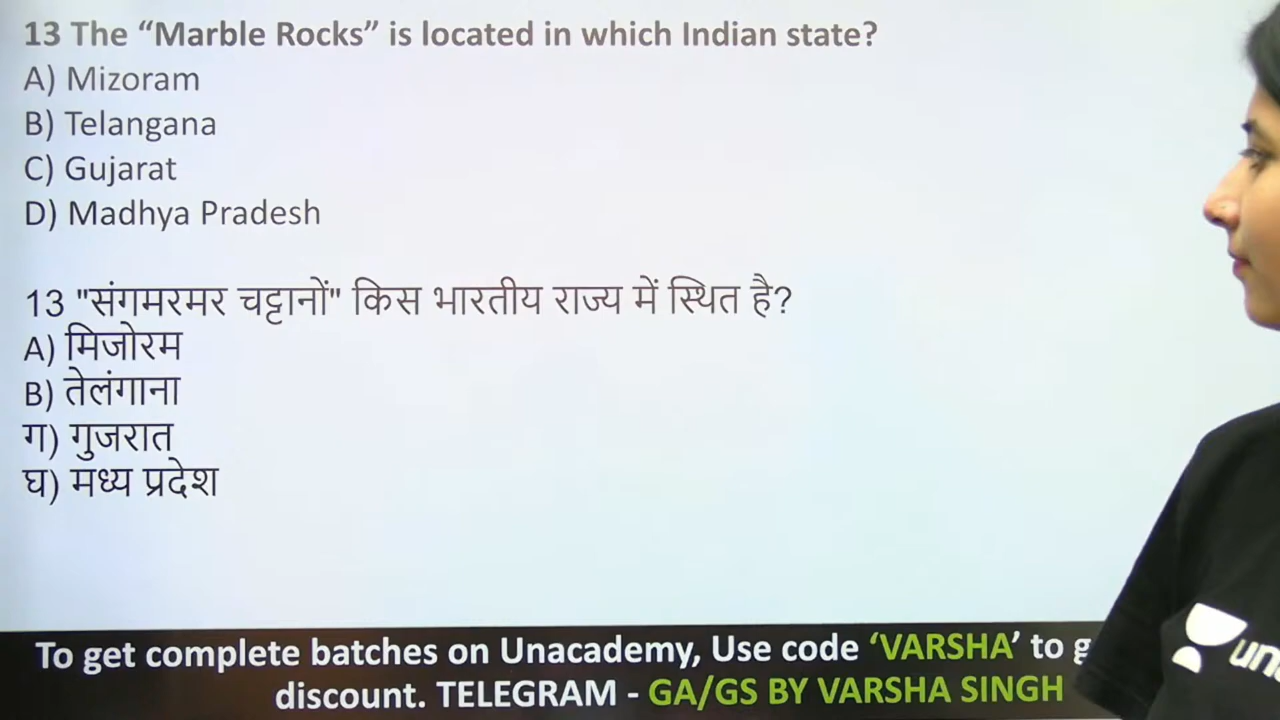 13 The “Marble Rocks” is located in which Indian state?
A) Mizoram
B) Telangana
C) Gujarat
D) Madhya Pradesh
13 "संगमरमर चट्टानों" किस भारतीय राज्य में स्थित है?
A) मिजोरम
B) तेलंगाना
ग) गुजरात
घ) मध्य प्रदेश
To get complete batches on Unacademy, Use code ‘VARSHA’ to
discount. TELEGRAM - GA/GS BY VARSHA SINGH